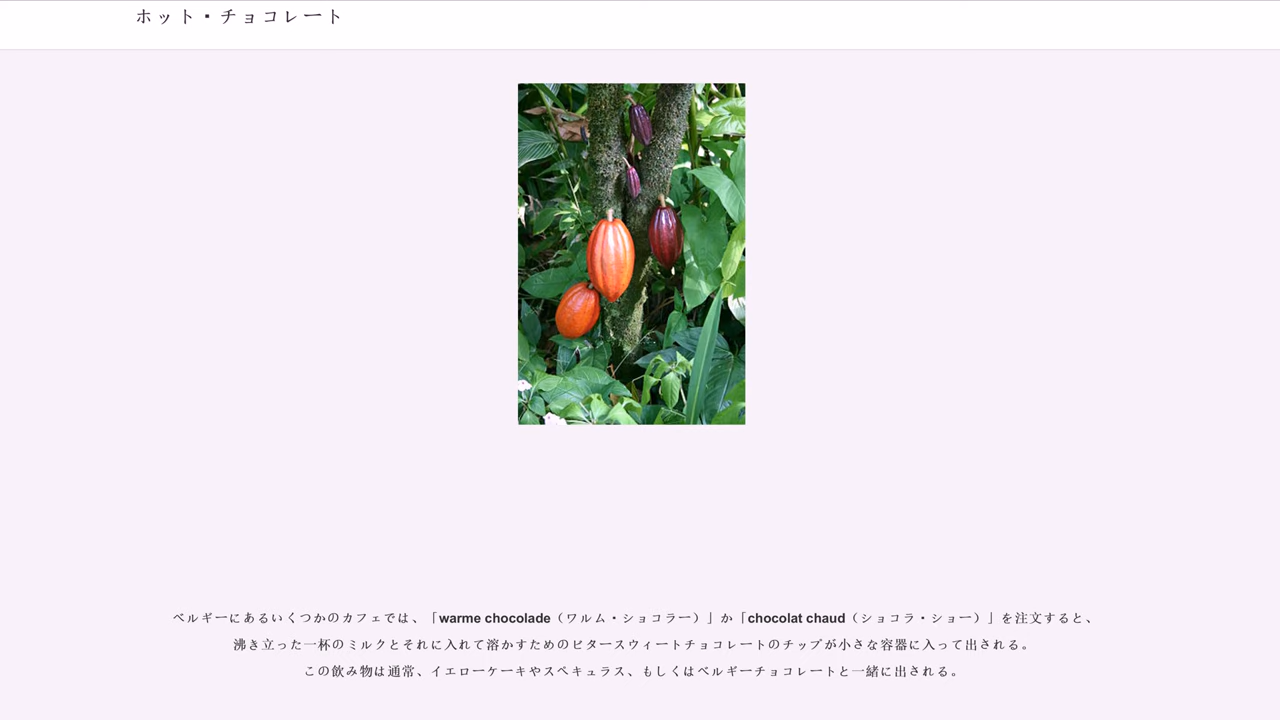 ホット・チョコレート
ベルギーにあるいくつかのカフェでは、「warme chocolade（ワルム・ショコラー）」か「chocolat chaud（ショコラ・ショー）」を注文すると、
沸き立った一杯のミルクとそれに入れて溶かすためのビタースウィートチョコレートのチップが小さな容器に入って出される。
この飲み物は通常、イエローケーキやスペキュラス、もしくはベルギーチョコレートと一緒に出される。